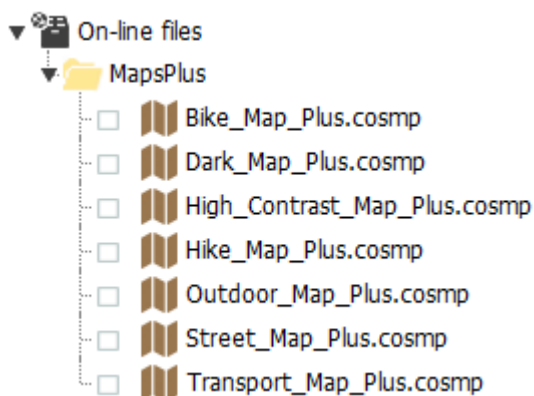 On-line files
MapsPlus
Bike_Map_Plus.cosmp
Dark_Map_Plus.cosmp
High_Contrast_Map_Plus.cosmp
Hike_Map_Plus.cosmp
Outdoor_Map_Plus.cosmp
Street_Map_Plus.cosmp
Transport_Map_Plus.cosmp